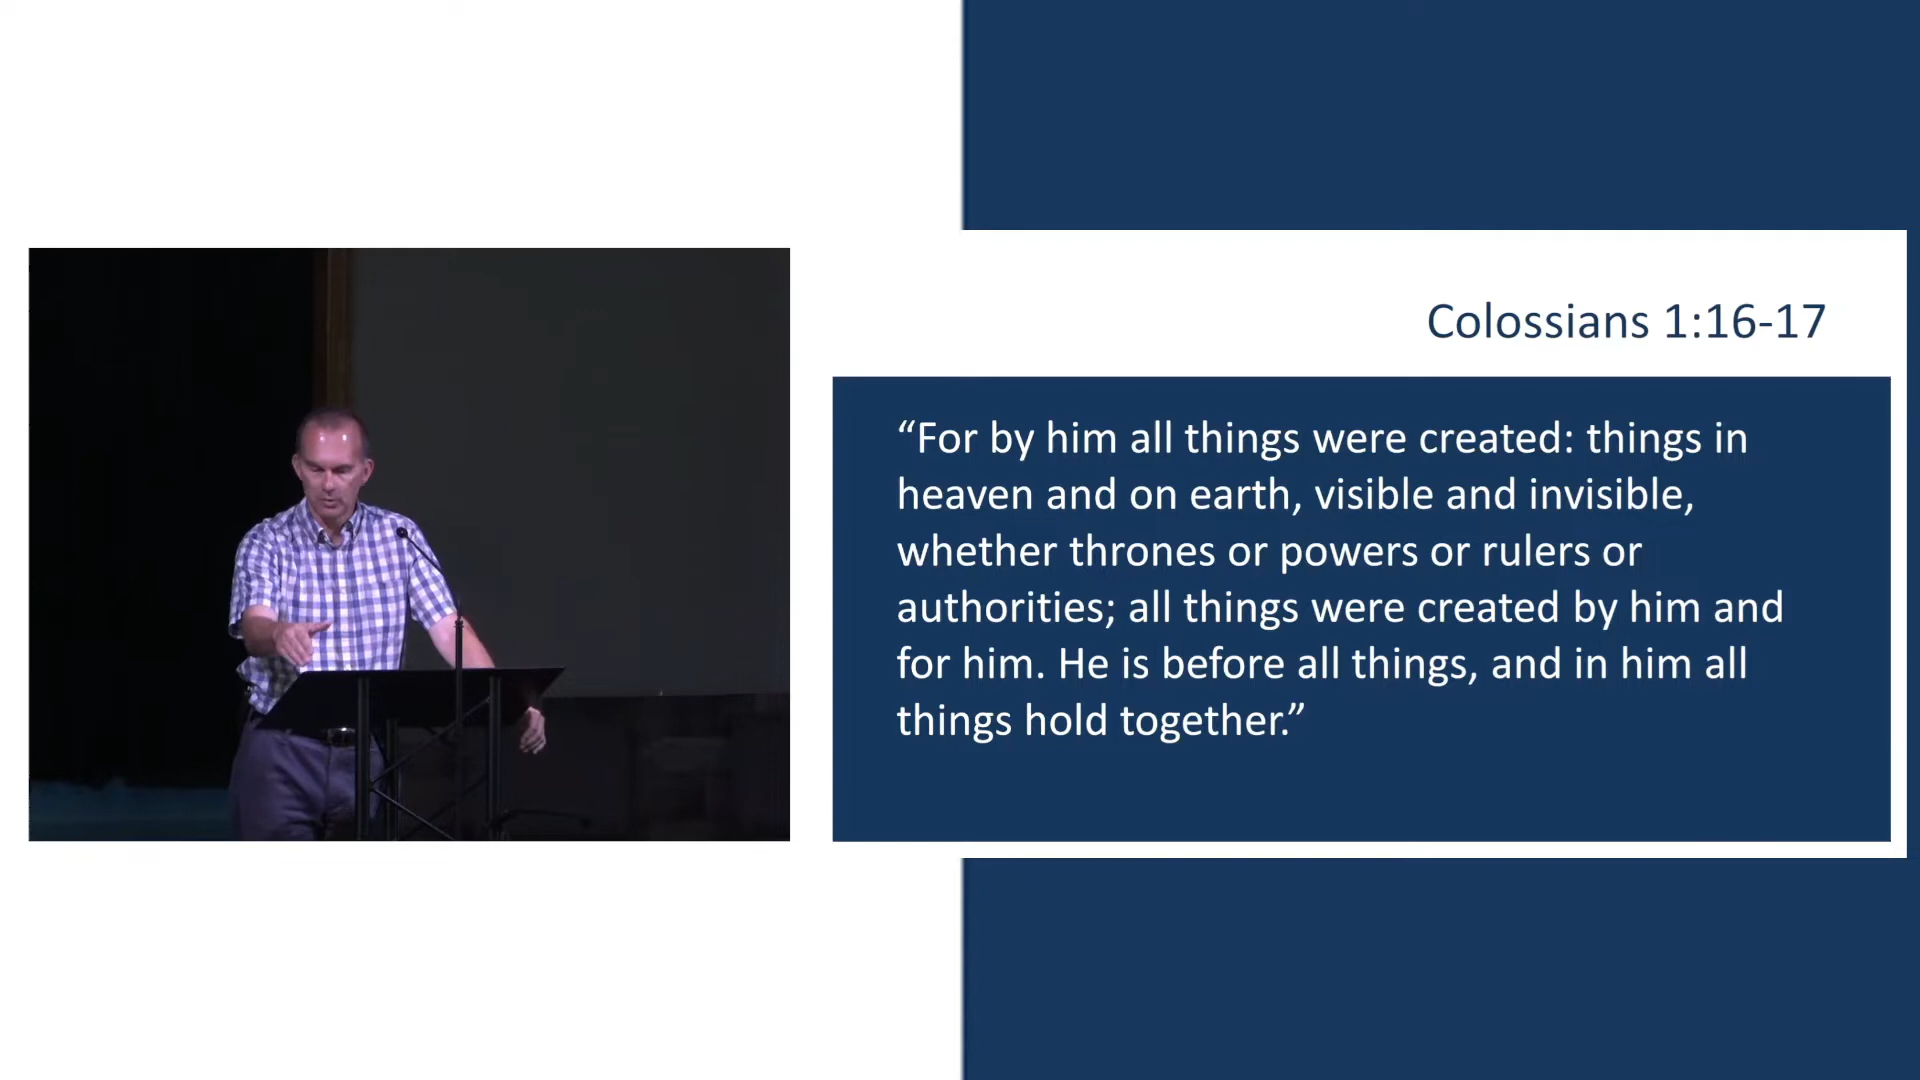 Colossians 1:16-17
“For by him all things were created: things in
heaven and on earth, visible and invisible,
whether thrones or powers or rulers or
authorities; all things were created by him and
for him. He is before all things, and in him all
things hold together.”